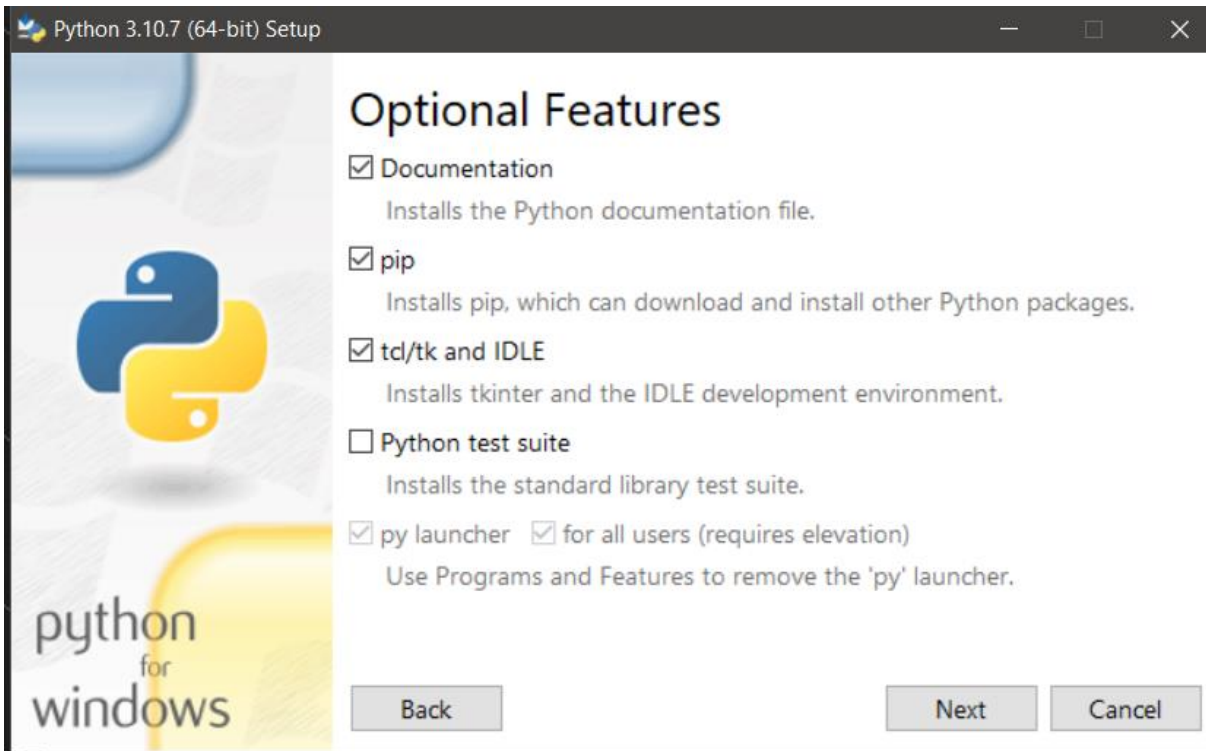 Python 3.10.7 (64-bit) Setup
Optional Features
Documentation
Installs the Python documentation file.
pip
Installs pip, which can download and install other Python packages.
tcl/tk and IDLE
Installs tkinter and the IDLE development environment.
Python test suite
Installs the standard library test suite.
py launcher for all users (requires elevation)
Use Programs and Features to remove the 'py' launcher.
python
for
windows
Back Next Cancel